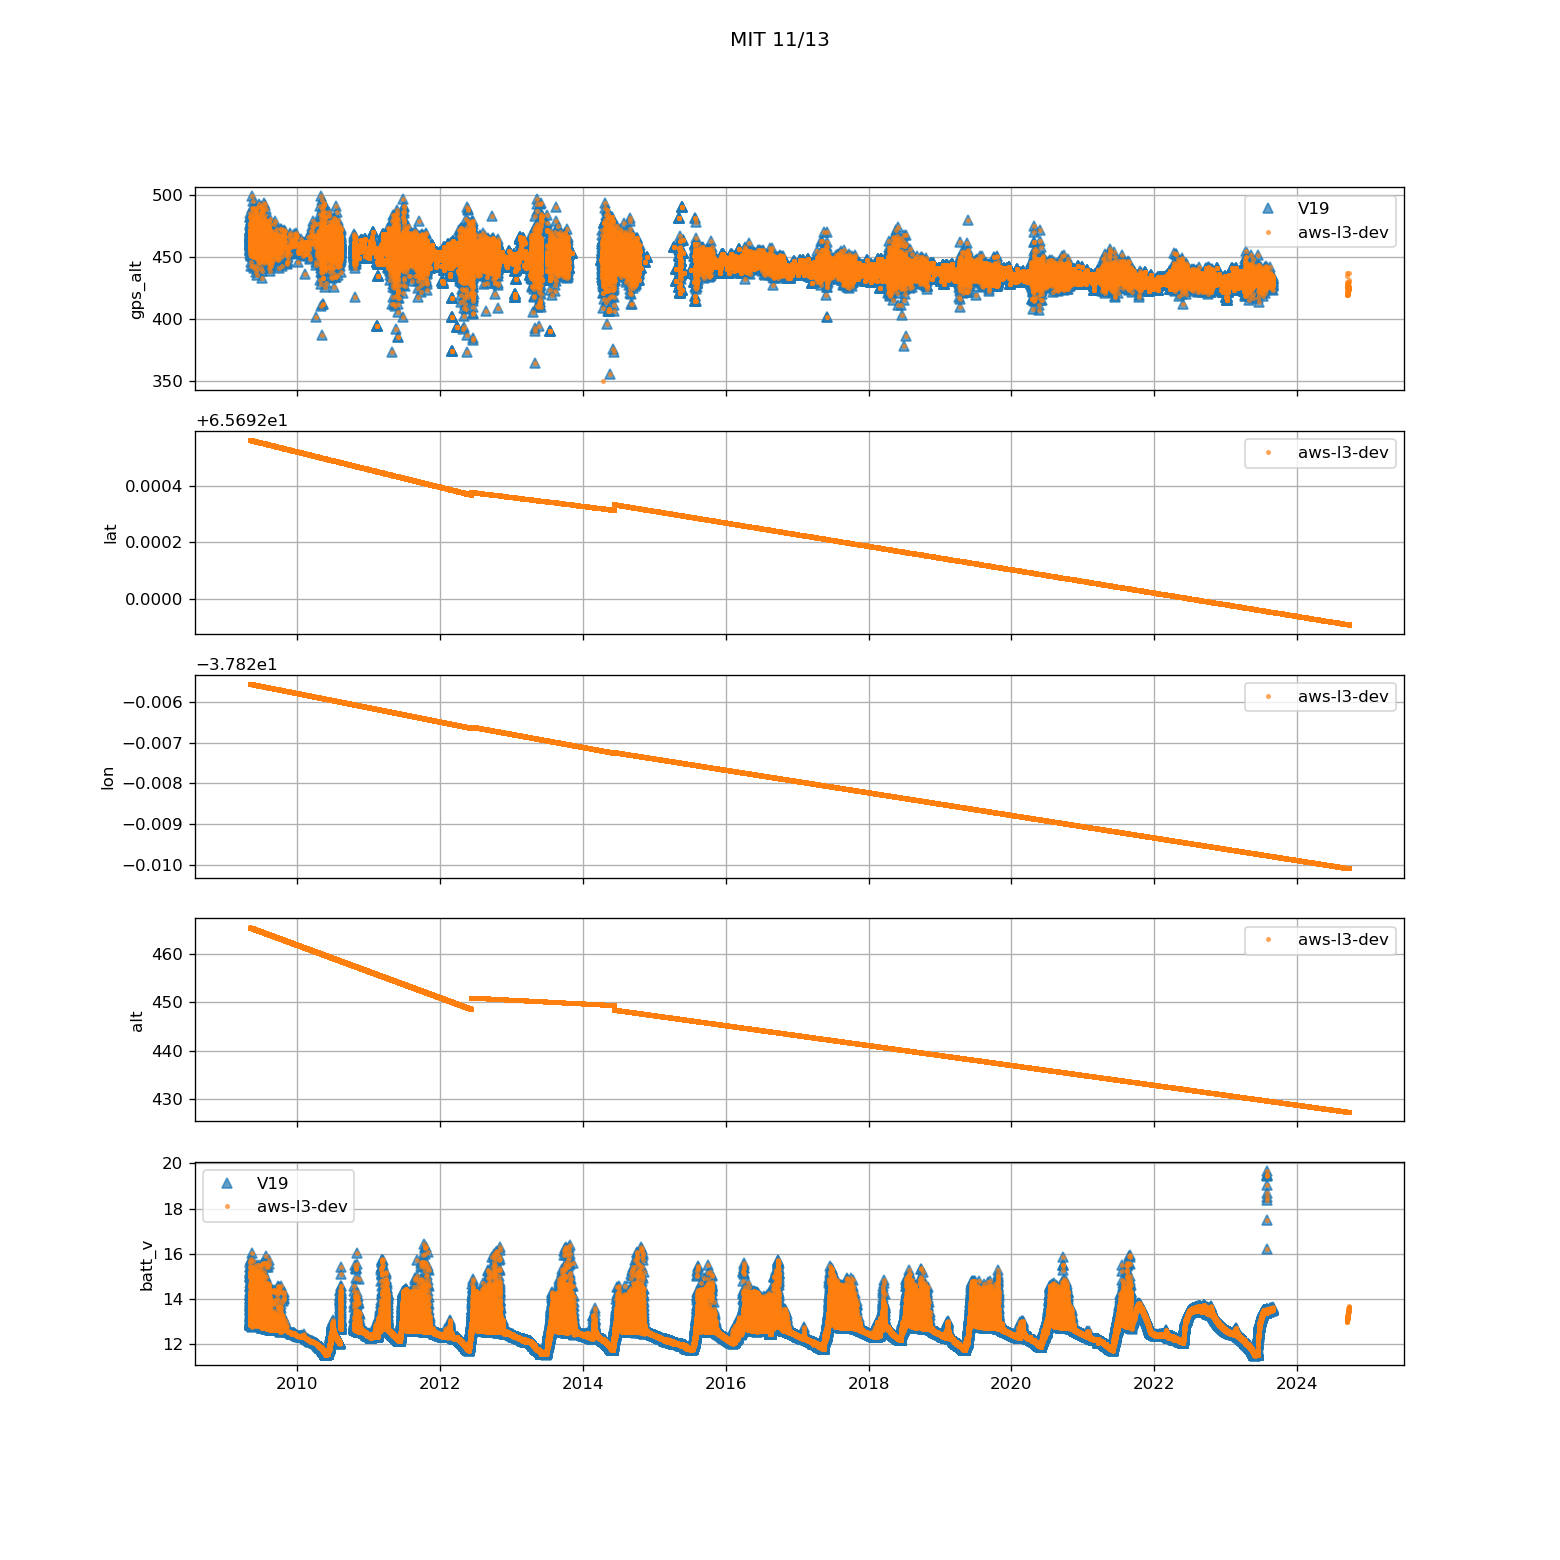 MIT 11/13
500
450
400
350
gps_alt
V19
aws-l3-dev
+6.5692e1
0.0004
0.0002
0.0000
lat
aws-l3-dev
−3.782e1
−0.006
−0.007
−0.008
−0.009
−0.010
lon
aws-l3-dev
460
450
440
430
alt
aws-l3-dev
20
18
16
14
12
batt_v
V19
aws-l3-dev
2010 2012 2014 2016 2018 2020 2022 2024